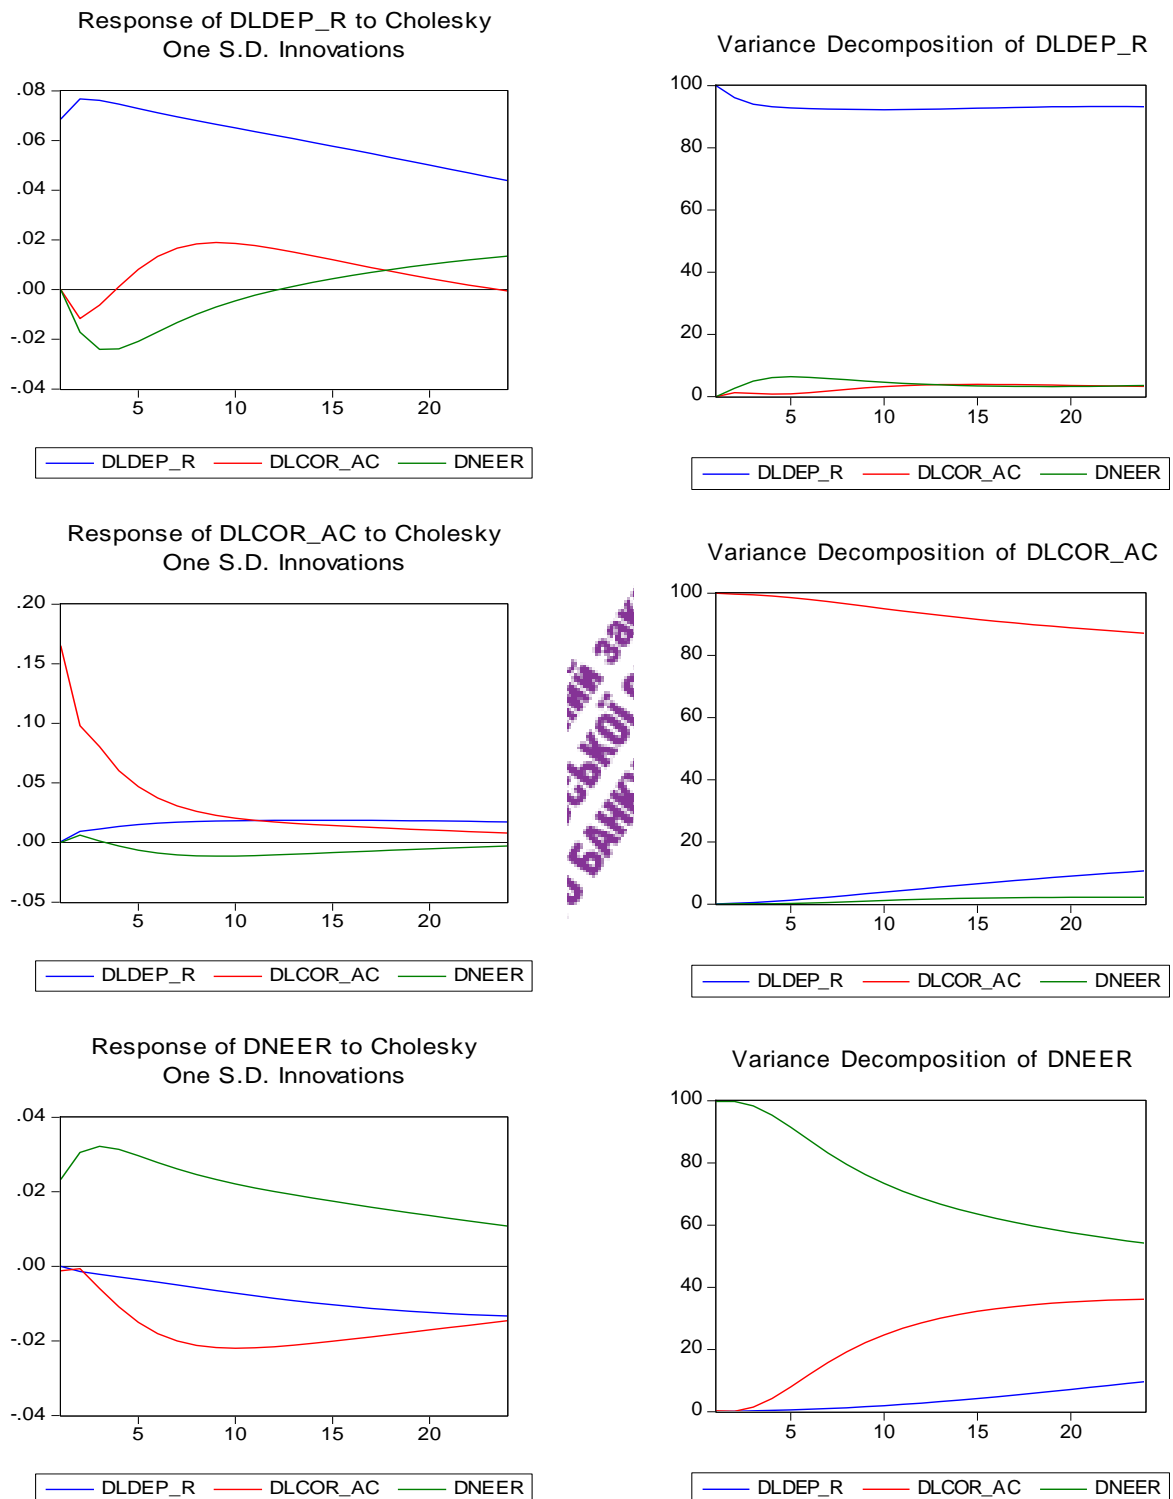 Response of DLDEP_R to Cholesky
One S.D. Innovations
.08
.06
.04
.02
.00
-.02
-.04
5 10 15 20
DLDEP_R DLCOR_AC DNEER
Variance Decomposition of DLDEP_R
100
80
60
40
20
0
5 10 15 20
DLDEP_R DLCOR_AC DNEER
Response of DLCOR_AC to Cholesky
One S.D. Innovations
.20
.15
.10
.05
.00
-.05
5 10 15 20
DLDEP_R DLCOR_AC DNEER
Variance Decomposition of DLCOR_AC
100
80
60
40
20
0
5 10 15 20
DLDEP_R DLCOR_AC DNEER
Response of DNEER to Cholesky
One S.D. Innovations
.04
.02
.00
-.02
-.04
5 10 15 20
DLDEP_R DLCOR_AC DNEER
Variance Decomposition of DNEER
100
80
60
40
20
0
5 10 15 20
DLDEP_R DLCOR_AC DNEER